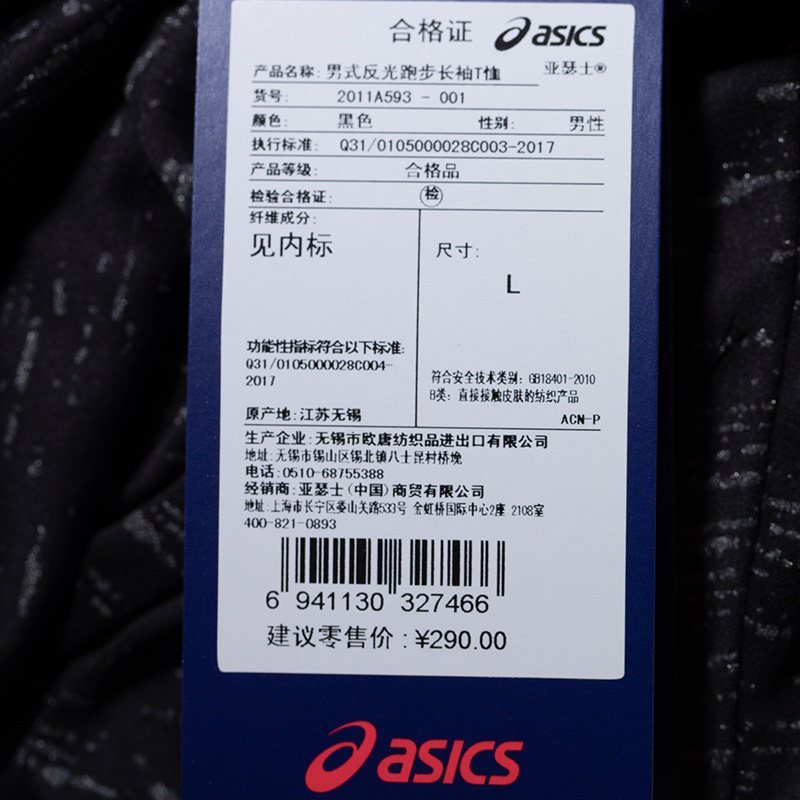 合格证 asics
亚瑟士®
产品名称: 男式反光跑步长袖T恤
货号: 2011A593 - 001
颜色: 黑色 性别: 男性
执行标准: Q31/0105000028C003-2017
产品等级: 合格品
检验合格证: 检
纤维成分:
见内标
尺寸:
L
功能性指标符合以下标准:
Q31/0105000028C004-
2017
符合安全技术类别: GB18401-2010
B类: 直接接触皮肤的纺织产品
原产地: 江苏无锡
ACN-P
生产企业: 无锡市欧唐纺织品进出口有限公司
地址: 无锡市锡山区锡北镇八士昆村桥堍
电话: 0510-68755388
经销商: 亚瑟士(中国)商贸有限公司
地址: 上海市长宁区娄山关路533号 金虹桥国际中心2座 2108室
400-821-0893
6 941130 327466
建议零售价 : ¥290.00
asics